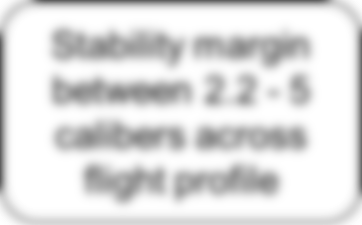 Stability margin
between 2.2 - 5
calibers across
flight profile